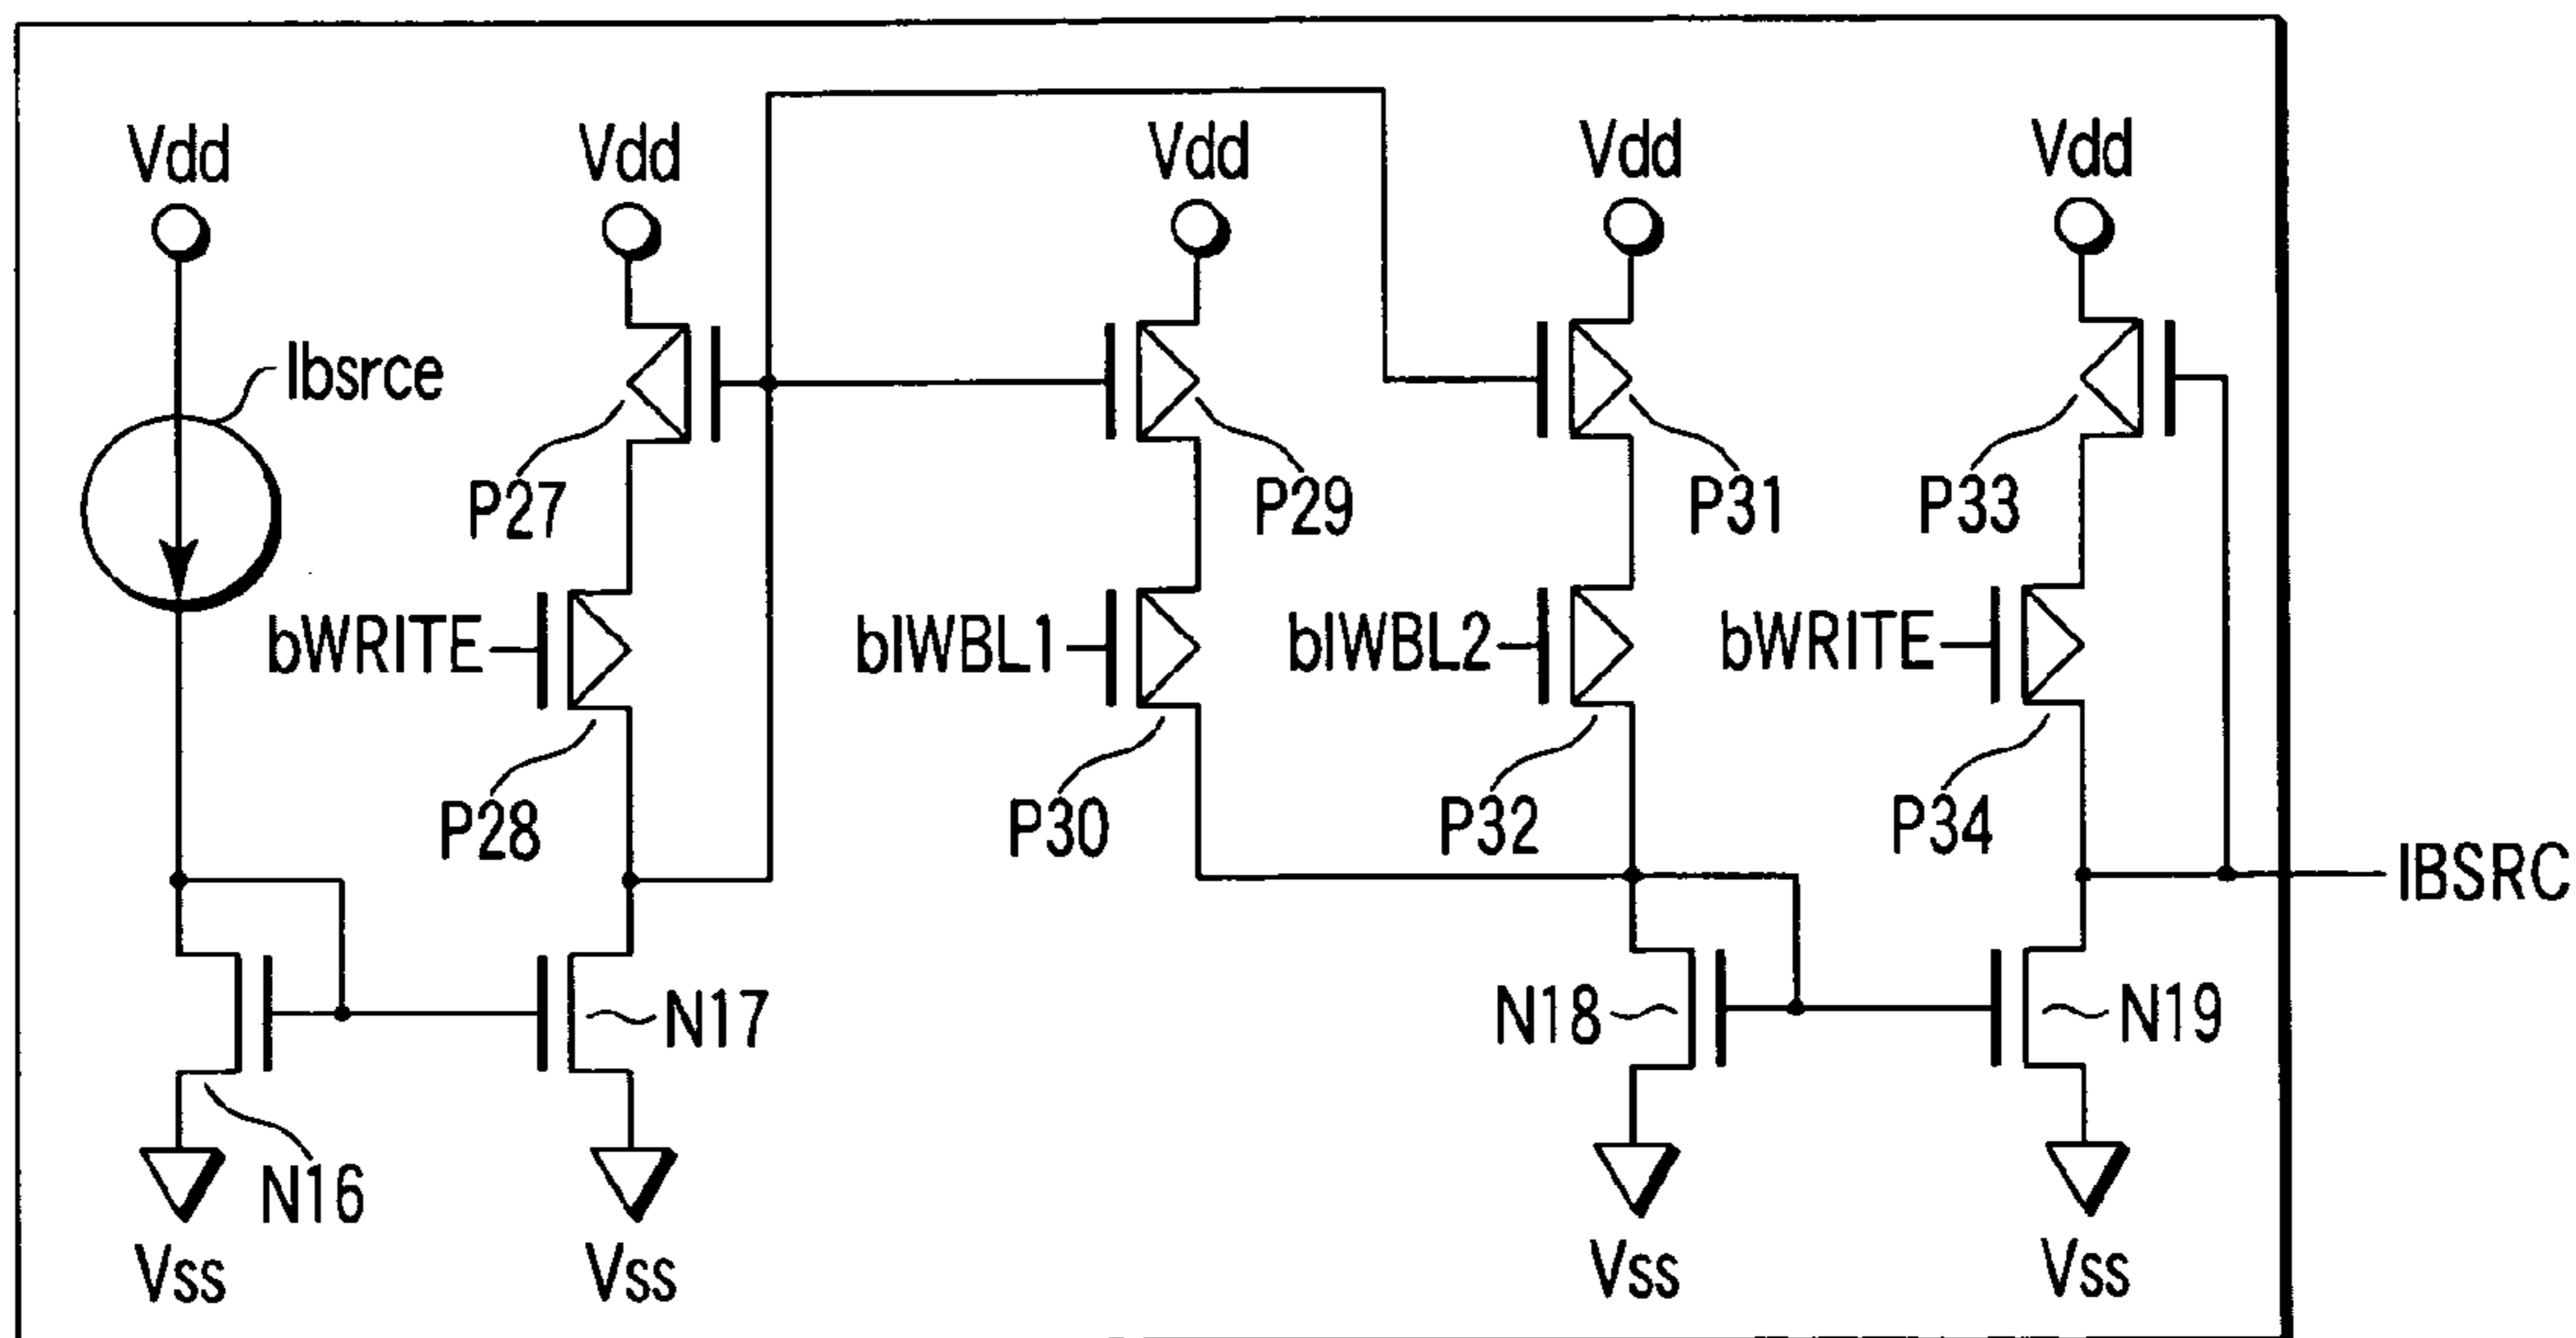 Vdd
Vdd
Vdd
Vdd
Vdd
Ibsrce
P27
P29
P31
P33
bWRITE
bIWBL1
bIWBL2
bWRITE
P28
P30
P32
P34
IBSRC
N17
N18
N19
N16
Vss
Vss
Vss
Vss